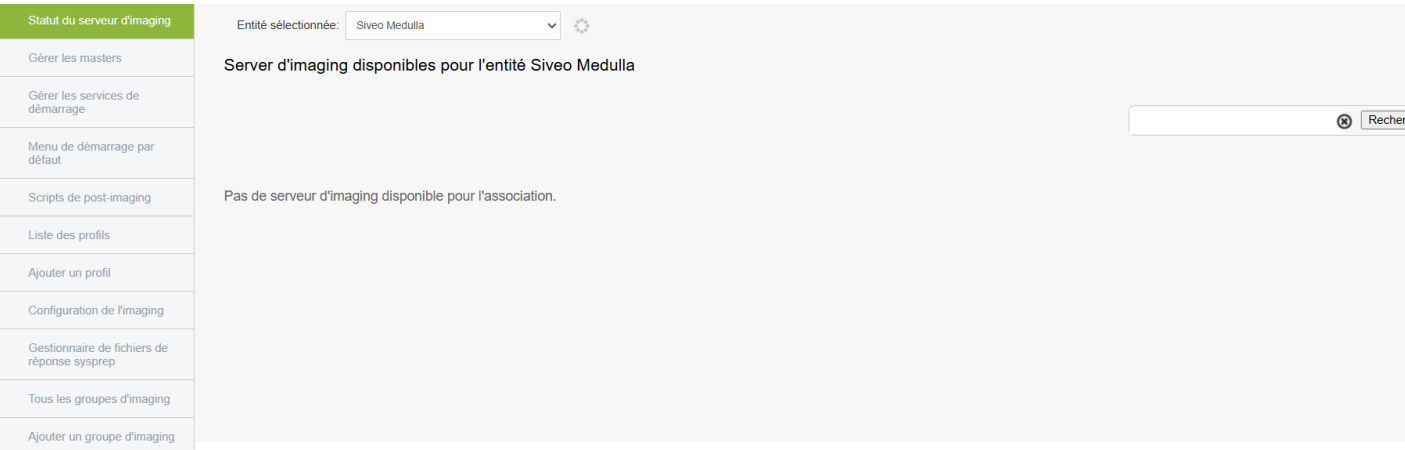 Statut du serveur d'imaging
Gérer les masters
Gérer les services de
démarrage
Menu de démarrage par
défaut
Scripts de post-imaging
Liste des profils
Ajouter un profil
Configuration de l'imaging
Gestionnaire de fichiers de
réponse sysprep
Tous les groupes d'imaging
Ajouter un groupe d'imaging
Entité sélectionnée: Siveo Medulla
Server d'imaging disponibles pour l'entité Siveo Medulla
Recher
Pas de serveur d'imaging disponible pour l'association.